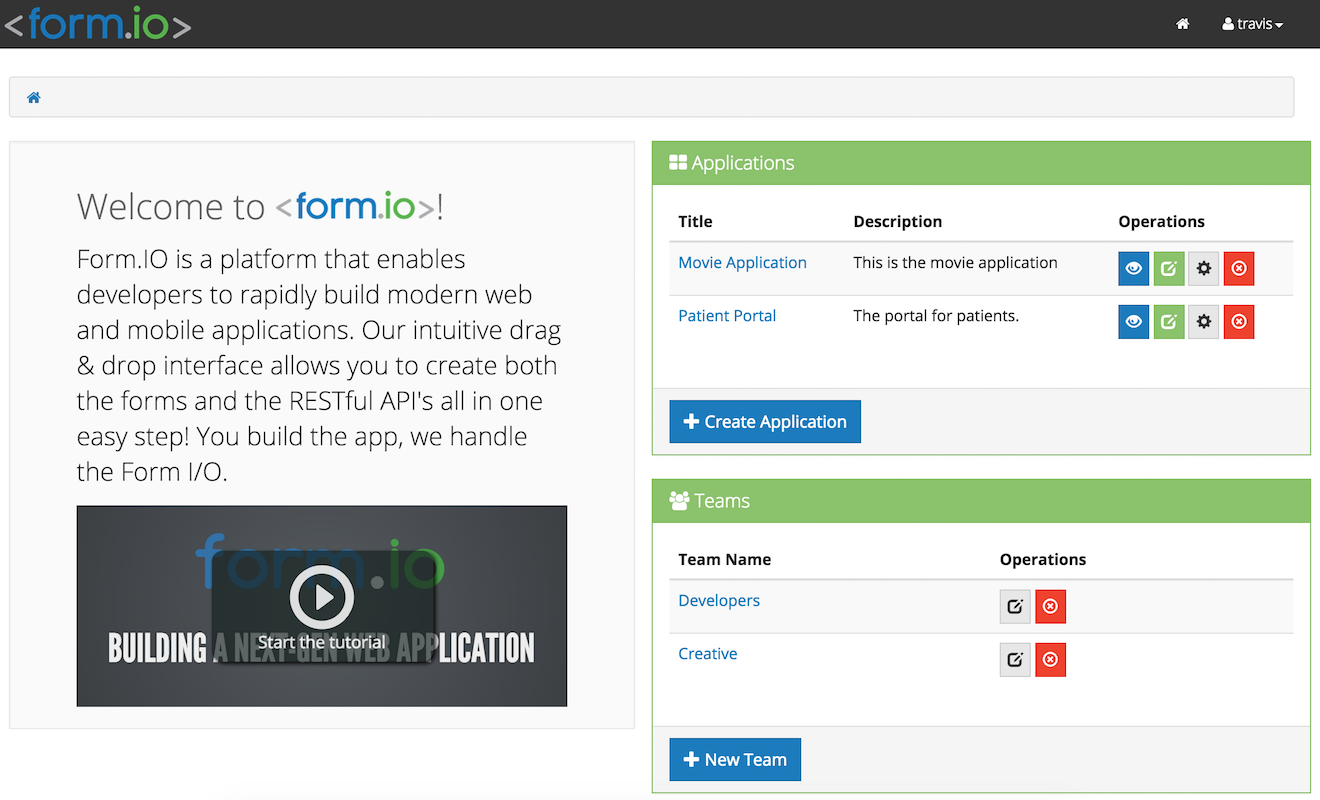 <form.io>
travis
Welcome to <form.io>!
Form.IO is a platform that enables
developers to rapidly build modern web
and mobile applications. Our intuitive drag
& drop interface allows you to create both
the forms and the RESTful API's all in one
easy step! You build the app, we handle
the Form I/O.
form.io
Start the tutorial
BUILDING A NEXT-GEN WEB APPLICATION
Applications
Title Description Operations
Movie Application This is the movie application
Patient Portal The portal for patients.
Create Application
Teams
Team Name Operations
Developers
Creative
New Team